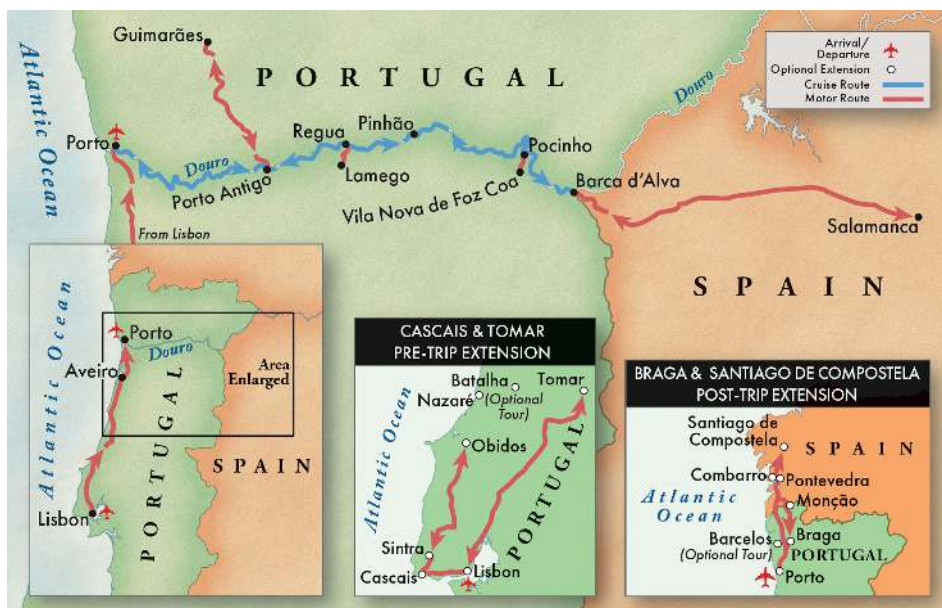 Atlantic Ocean
Guimarães
PORTUGAL
Arrival/
Departure
Optional Extension
Cruise Route
Motor Route
Douro
Porto
Douro
Porto Antigo
Regua
Lamego
Pinhão
Pocinho
Vila Nova de Foz Coa
Barca d'Alva
Salamanca
SPAIN
From Lisbon
Atlantic Ocean
Porto
Douro
Aveiro
Area
Enlarged
PORTUGAL
SPAIN
Lisbon
CASCAIS & TOMAR
PRE-TRIP EXTENSION
Atlantic Ocean
Batalha
(Optional
Tour)
Nazaré
Tomar
Obidos
PORTUGAL
Sintra
Cascais
Lisbon
BRAGA & SANTIAGO DE COMPOSTELA
POST-TRIP EXTENSION
Santiago de
Compostela
SPAIN
Combarro
Pontevedra
Monção
Atlantic
Ocean
Barcelos
(Optional Tour)
Braga
PORTUGAL
Porto